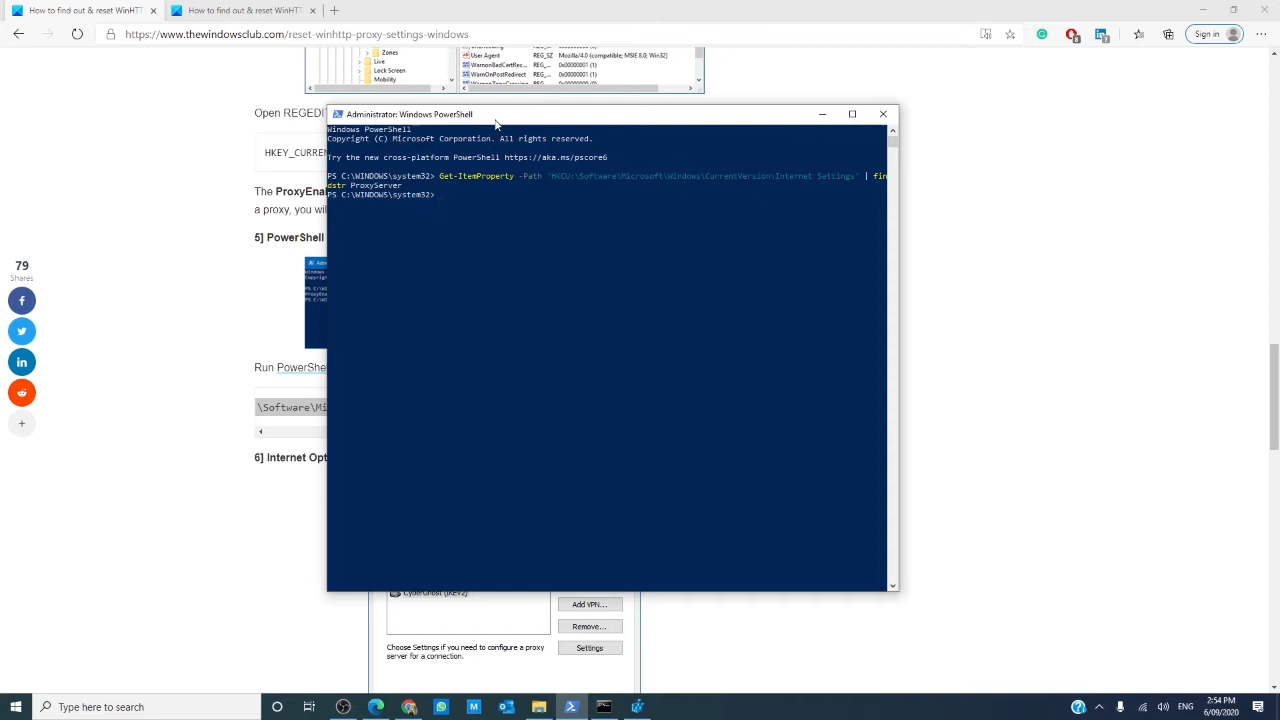 How to find out & reset WinHTT
How to find out & reset WinHTT
https://www.thewindowsclub.com/reset-winhttp-proxy-settings-windows
Sign in
Zones
Live
Lock Screen
Mobility
User Agent REG_SZ Mozilla/4.0 (compatible; MSIE 8.0; Win32)
WarnonBadCertRec... REG_... 0x00000001 (1)
WarnOnPostRedirect REG_... 0x00000001 (1)
Open REGEDI
HKEY_CURREN
The ProxyEna
a proxy, you wil
5] PowerShell
79
Shares
Run PowerShe
\Software\Mi
6] Internet Opt
Administrator: Windows PowerShell
Windows PowerShell
Copyright (C) Microsoft Corporation. All rights reserved.
Try the new cross-platform PowerShell https://aka.ms/pscore6
PS C:\WINDOWS\system32> Get-ItemProperty -Path 'HKCU:\Software\Microsoft\Windows\CurrentVersion\Internet Settings' | fin
dstr ProxyServer
PS C:\WINDOWS\system32>
CyberGhost (IKEv2)
Add VPN...
Remove...
Choose Settings if you need to configure a proxy
server for a connection.
Settings
Type here to search
ENG
2:54 PM
6/09/2020